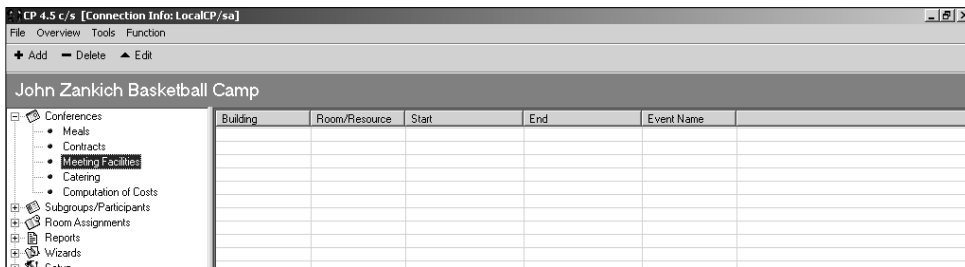 CP 4.5 c/s [Connection Info: LocalCP/sa]
File Overview Tools Function
Add Delete Edit
John Zankich Basketball Camp
Conferences
Meals
Contracts
Meeting Facilities
Catering
Computation of Costs
Subgroups/Participants
Room Assignments
Reports
Wizards
Building Room/Resource Start End Event Name